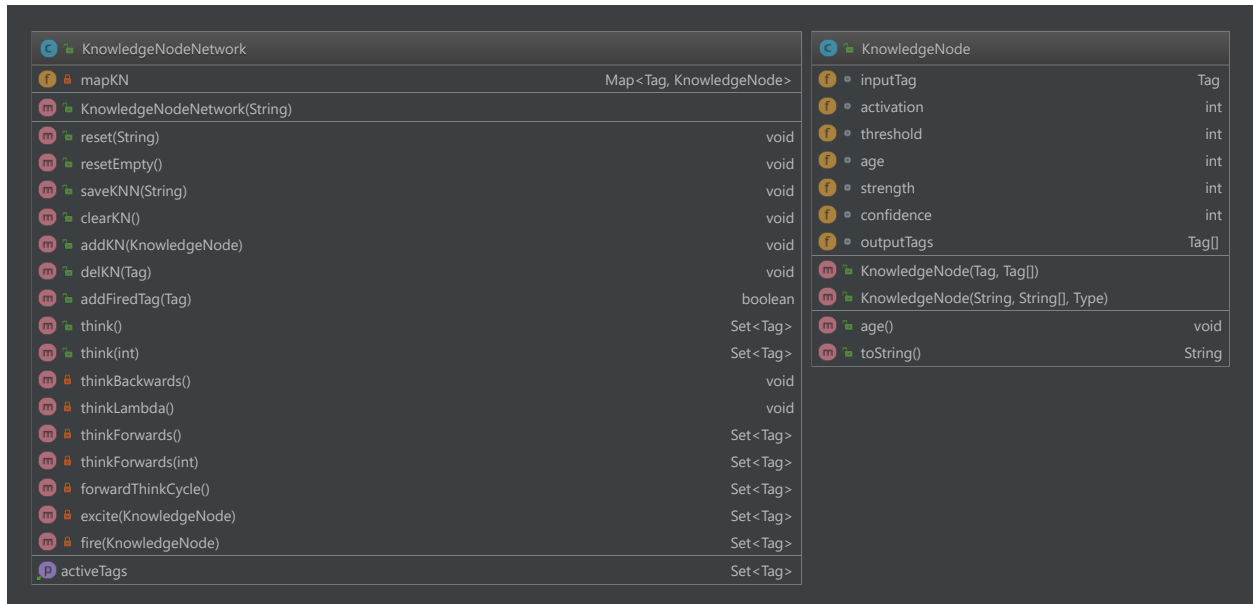 KnowledgeNodeNetwork
mapKN Map<Tag, KnowledgeNode>
KnowledgeNodeNetwork(String)
reset(String) void
resetEmpty() void
saveKNN(String) void
clearKN() void
addKN(KnowledgeNode) void
delKN(Tag) void
addFiredTag(Tag) boolean
think() Set<Tag>
think(int) Set<Tag>
thinkBackwards() void
thinkLambda() void
thinkForwards() Set<Tag>
thinkForwards(int) Set<Tag>
forwardThinkCycle() Set<Tag>
excite(KnowledgeNode) Set<Tag>
fire(KnowledgeNode) Set<Tag>
activeTags Set<Tag>
KnowledgeNode
inputTag Tag
activation int
threshold int
age int
strength int
confidence int
outputTags Tag[]
KnowledgeNode(Tag, Tag[])
KnowledgeNode(String, String[], Type)
age() void
toString() String